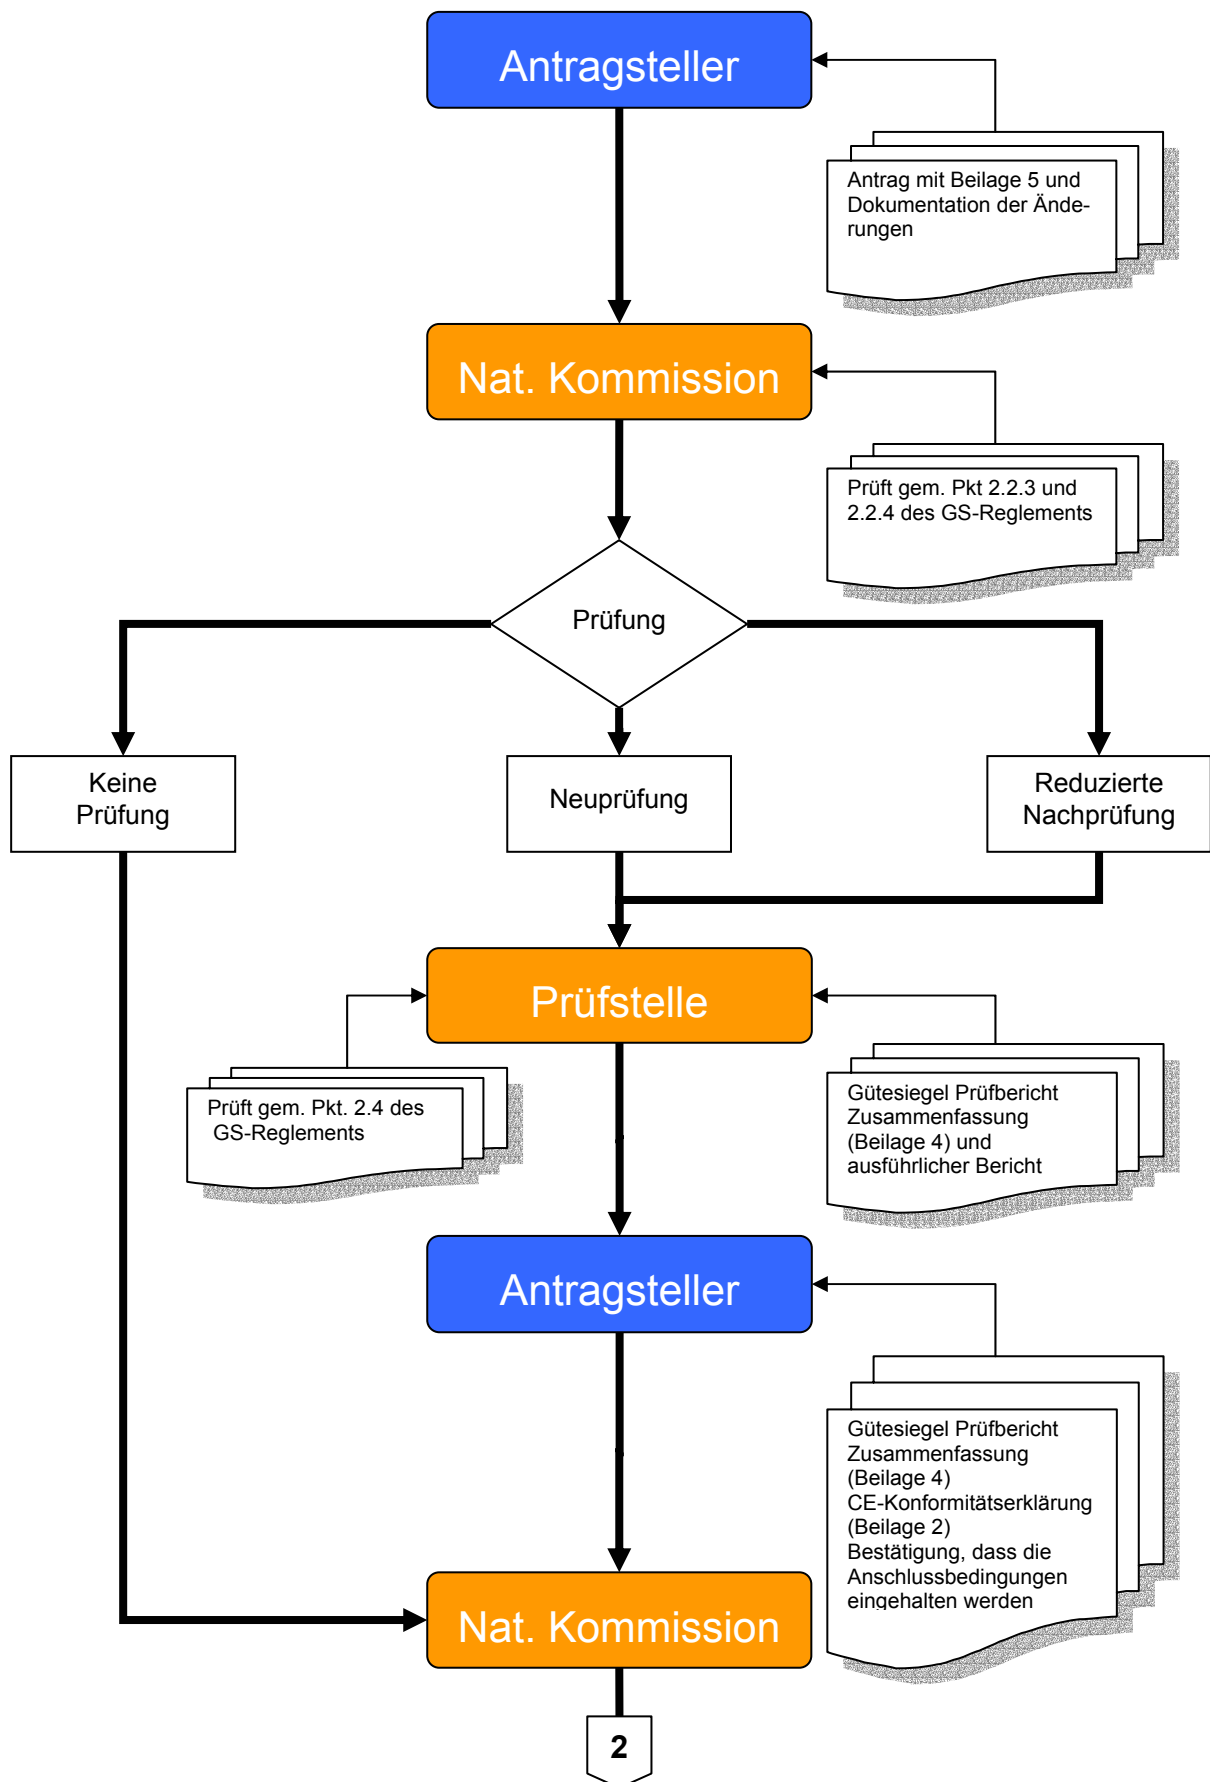 Antragsteller
Antrag mit Beilage 5 und
Dokumentation der Ände-
rungen
Nat. Kommission
Prüft gem. Pkt 2.2.3 und
2.2.4 des GS-Reglements
Prüfung
Keine
Prüfung
Neuprüfung
Reduzierte
Nachprüfung
Prüfstelle
Prüft gem. Pkt. 2.4 des
GS-Reglements
Gütesiegel Prüfbericht
Zusammenfassung
(Beilage 4) und
ausführlicher Bericht
Antragsteller
Gütesiegel Prüfbericht
Zusammenfassung
(Beilage 4)
CE-Konformitätserklärung
(Beilage 2)
Bestätigung, dass die
Anschlussbedingungen
eingehalten werden
Nat. Kommission
2